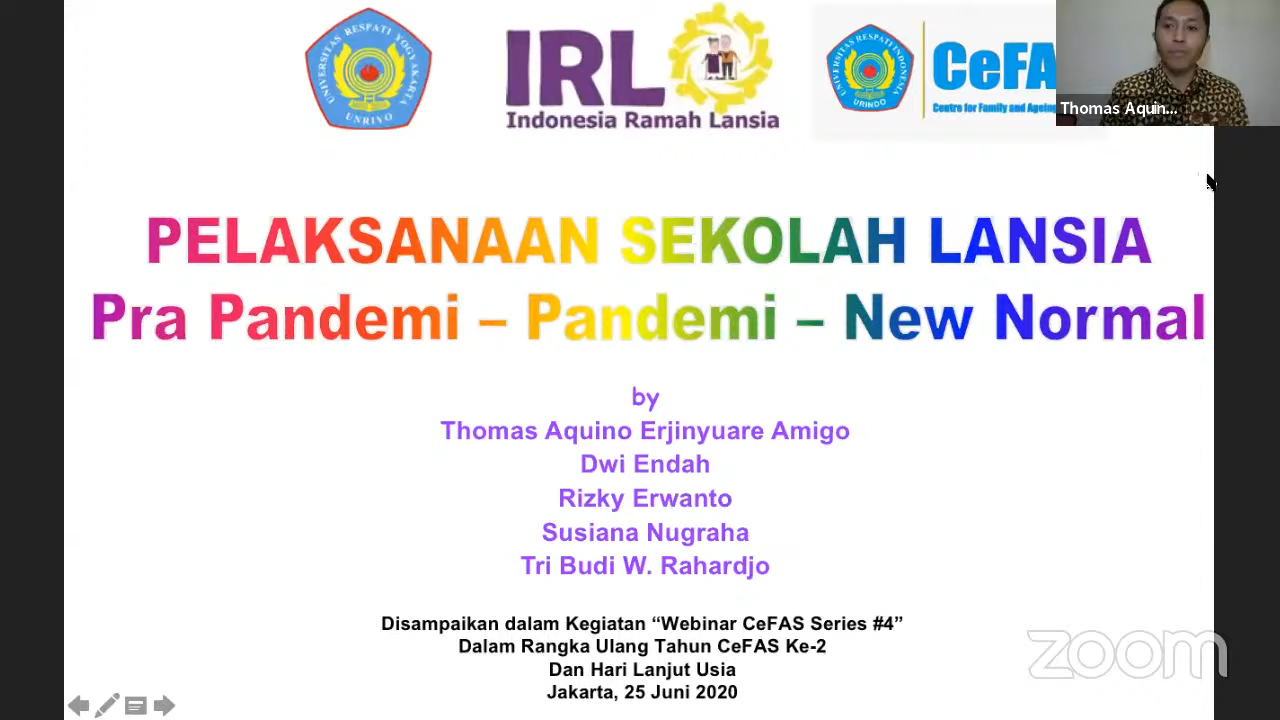 UNIVERSITAS RESPATI YOGYAKARTA
UNRIYO
IRL
Indonesia Ramah Lansia
UNIVERSITAS RESPATI INDONESIA
URINDO
CeFA
Centre for Family and Ageing
Thomas Aquin...
PELAKSANAAN SEKOLAH LANSIA
Pra Pandemi – Pandemi – New Normal
by
Thomas Aquino Erjinyuare Amigo
Dwi Endah
Rizky Erwanto
Susiana Nugraha
Tri Budi W. Rahardjo
Disampaikan dalam Kegiatan “Webinar CeFAS Series #4”
Dalam Rangka Ulang Tahun CeFAS Ke-2
Dan Hari Lanjut Usia
Jakarta, 25 Juni 2020
zoom